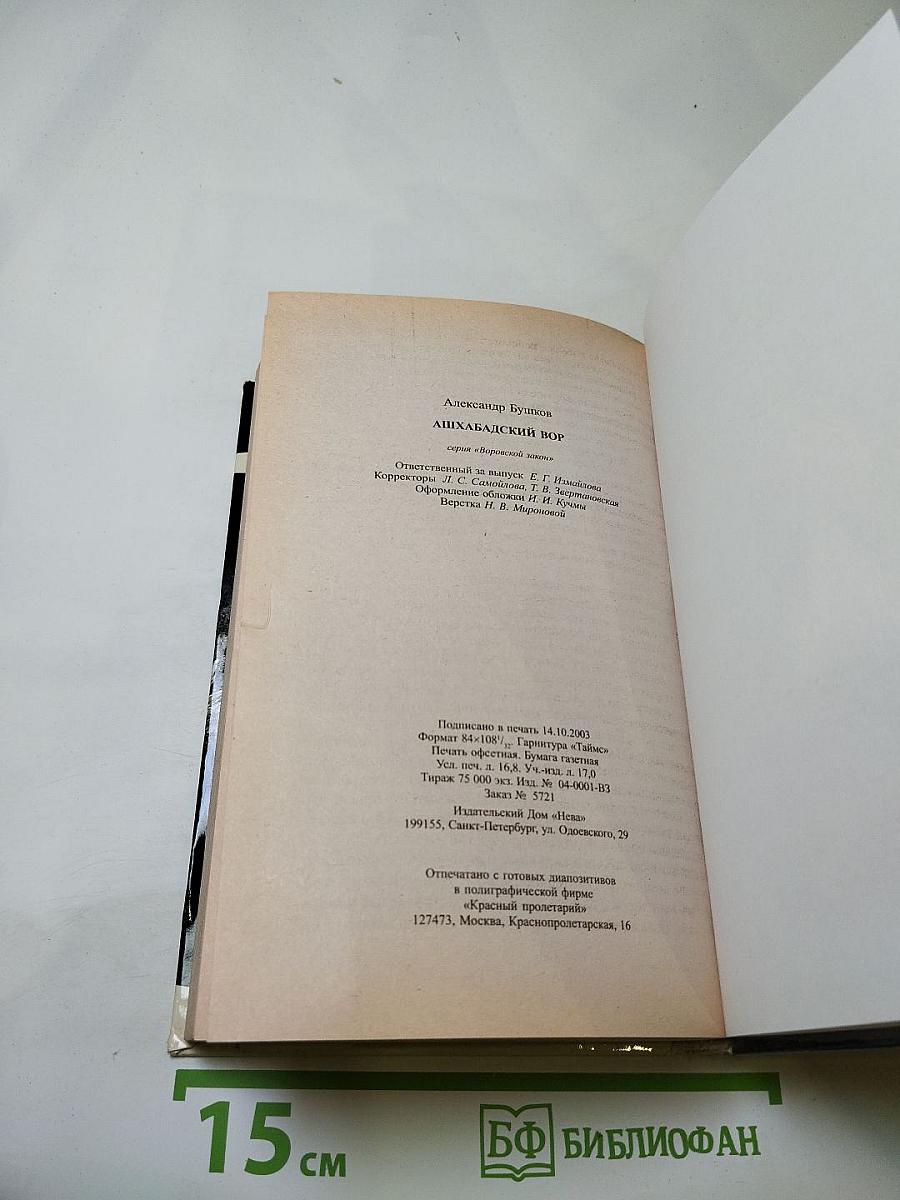 Александр Бушков
АШХАБАДСКИЙ ВОР
серия «Воровской закон»
Ответственный за выпуск Е. Г. Измайлова
Корректоры Л. С. Самойлова, Т. В. Звертановская
Оформление обложки И. И. Кучмы
Верстка Н. В. Мироновой
Подписано в печать 14.10.2003
Формат 84×108¹/₃₂. Гарнитура «Таймс»
Печать офсетная. Бумага газетная
Усл. печ. л. 16,8. Уч.-изд. л. 17,0
Тираж 75 000 экз. Изд. № 04-0001-ВЗ
Заказ № 5721
Издательский Дом «Нева»
199155, Санкт-Петербург, ул. Одоевского, 29
Отпечатано с готовых диапозитивов
в полиграфической фирме
«Красный пролетарий»
127473, Москва, Краснопролетарская, 16
15 см
БФ БИБЛИОФАН